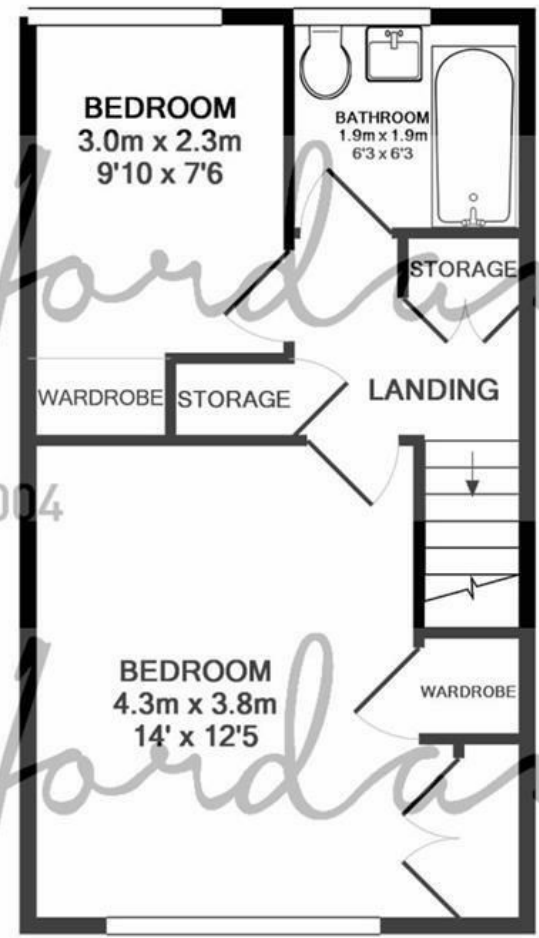 BEDROOM
3.0m x 2.3m
9'10 x 7'6
BATHROOM
1.9m x 1.9m
6'3 x 6'3
STORAGE
WARDROBE
STORAGE
LANDING
004
BEDROOM
4.3m x 3.8m
14' x 12'5
WARDROBE